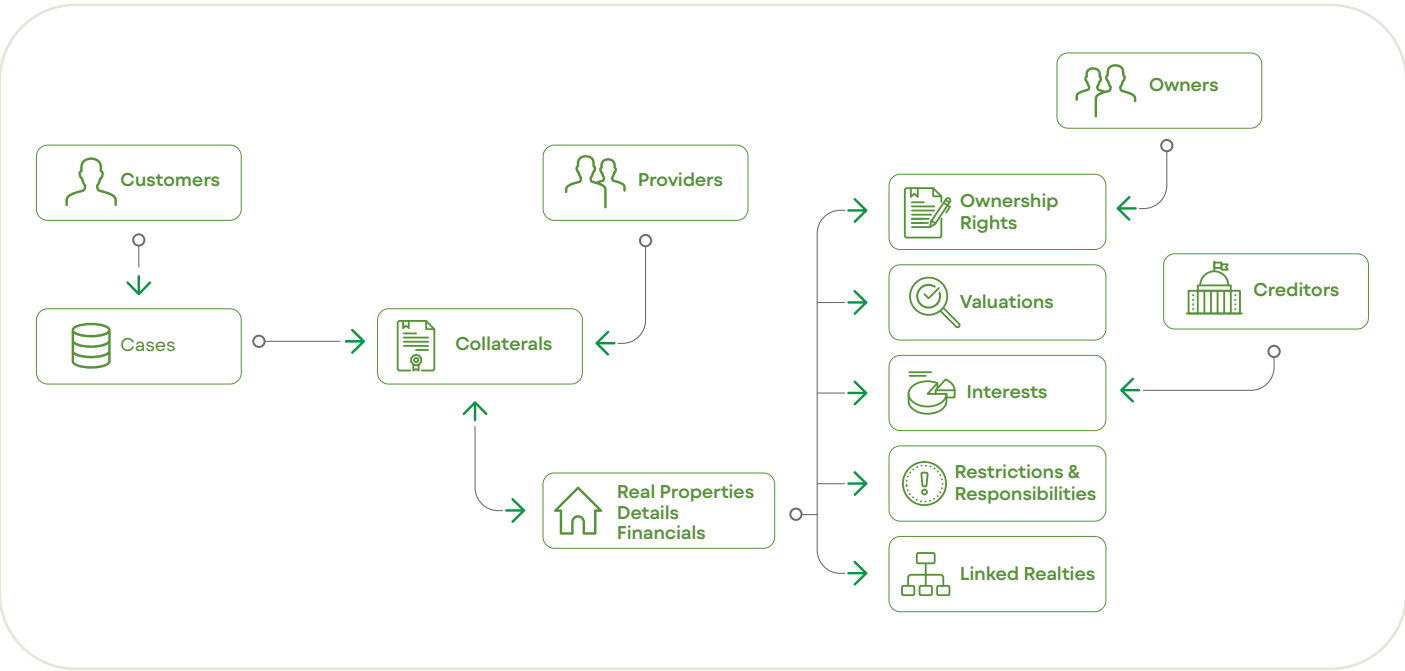 Owners
Customers
Providers
Ownership
Rights
Creditors
Valuations
Cases
Collaterals
Interests
Real Properties
Details
Financials
Restrictions &
Responsibilities
Linked Realties